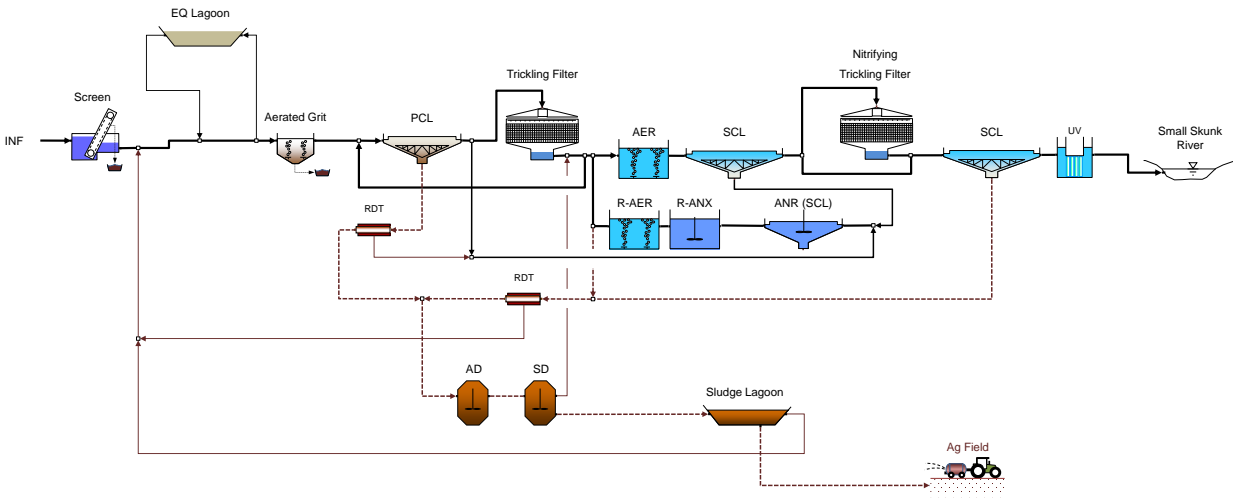 EQ Lagoon
Nitrifying
Trickling Filter
Trickling Filter
Screen
Aerated Grit
PCL
AER
SCL
SCL
UV
Small Skunk
River
INF
R-AER
R-ANX
ANR (SCL)
RDT
RDT
AD
SD
Sludge Lagoon
Ag Field